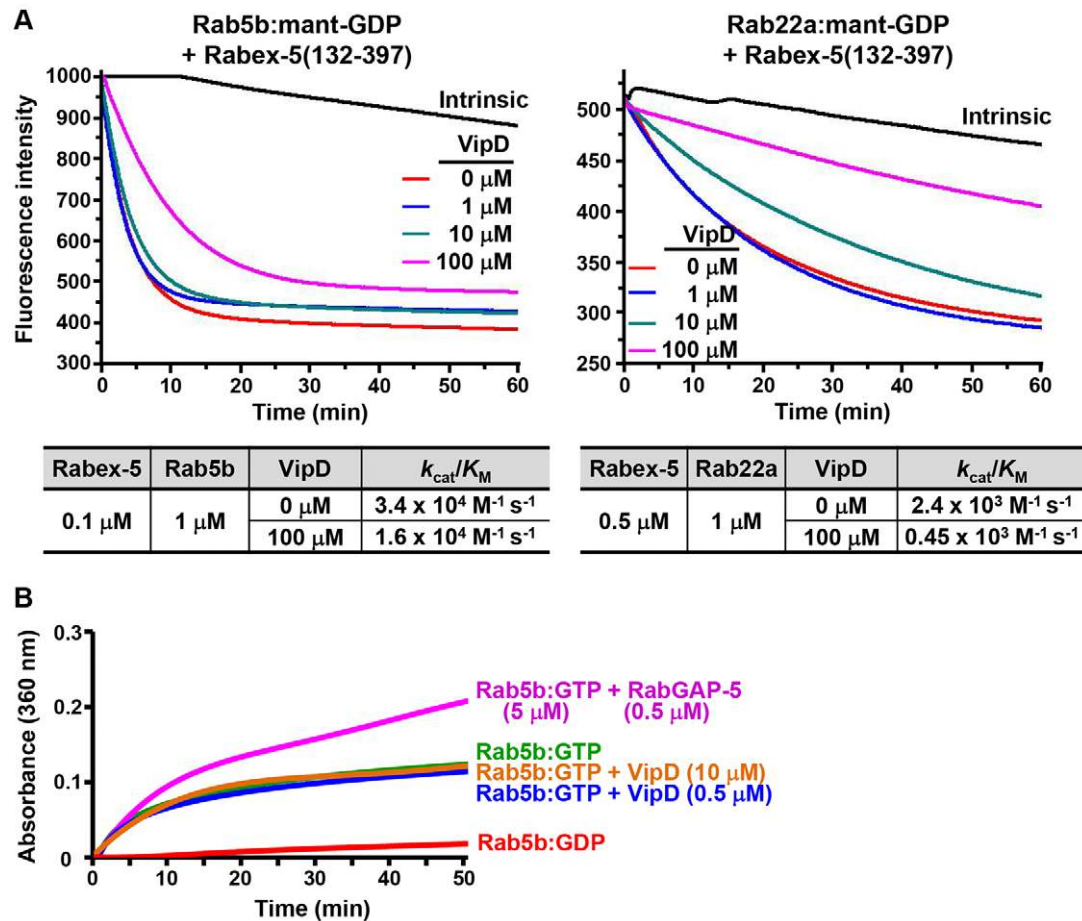 A
Rab5b:mant-GDP
+ Rabex-5(132-397)
Fluorescence intensity
1000
900
800
700
600
500
400
300
Intrinsic
VipD
0 μM
1 μM
10 μM
100 μM
0 10 20 30 40 50 60
Time (min)
Rab22a:mant-GDP
+ Rabex-5(132-397)
500
450
400
350
300
250
Intrinsic
VipD
0 μM
1 μM
10 μM
100 μM
0 10 20 30 40 50 60
Time (min)
Rabex-5 Rab5b VipD kcat/KM
0.1 μM 1 μM 0 μM 3.4 x 10⁴ M⁻¹ s⁻¹
100 μM 1.6 x 10⁴ M⁻¹ s⁻¹
Rabex-5 Rab22a VipD kcat/KM
0.5 μM 1 μM 0 μM 2.4 x 10³ M⁻¹ s⁻¹
100 μM 0.45 x 10³ M⁻¹ s⁻¹
B
Absorbance (360 nm)
0.3
0.2
0.1
0
Rab5b:GTP + RabGAP-5
(5 μM) (0.5 μM)
Rab5b:GTP
Rab5b:GTP + VipD (10 μM)
Rab5b:GTP + VipD (0.5 μM)
Rab5b:GDP
0 10 20 30 40 50
Time (min)